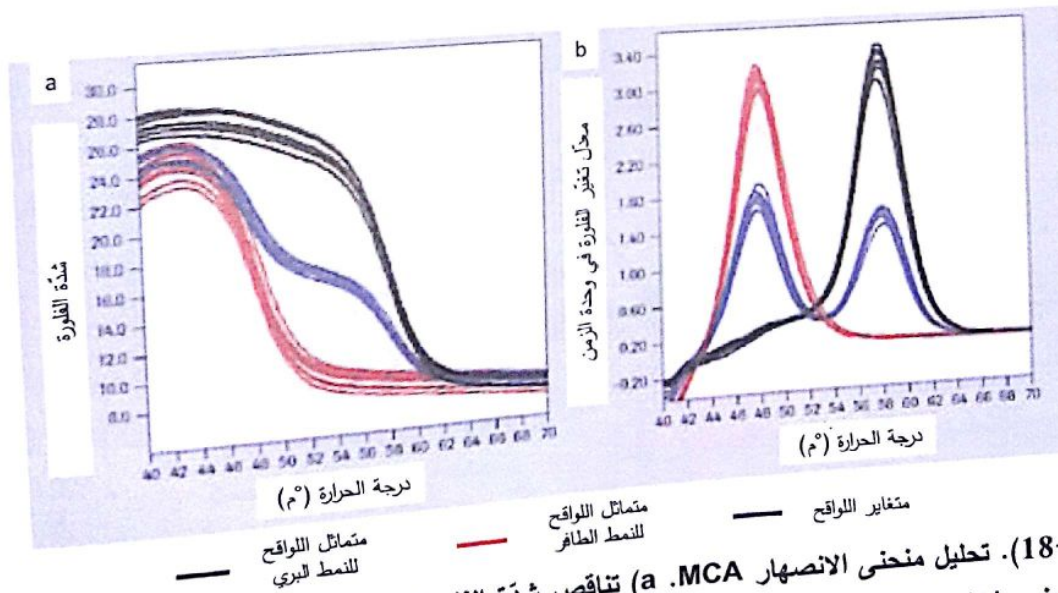 a
شدّة الفلورة
30.0
28.0
26.0
24.0
22.0
20.0
18.0
16.0
14.0
12.0
10.0
8.0
40 42 44 46 48 50 52 54 56 58 60 62 64 66 68 70
درجة الحرارة (°م)
b
معدّل تغيّر الفلورة في وحدة الزمن
3.40
3.00
2.60
2.20
1.80
1.40
1.00
0.60
0.20
-0.20
40 42 44 46 48 50 52 54 56 58 60 62 64 66 68 70
درجة الحرارة (°م)
متماثل اللواقح
للنمط البري
متماثل اللواقح
للنمط الطافر
متغاير اللواقح
18). تحليل منحنى الانصهار MCA. a) تناقص شدّة